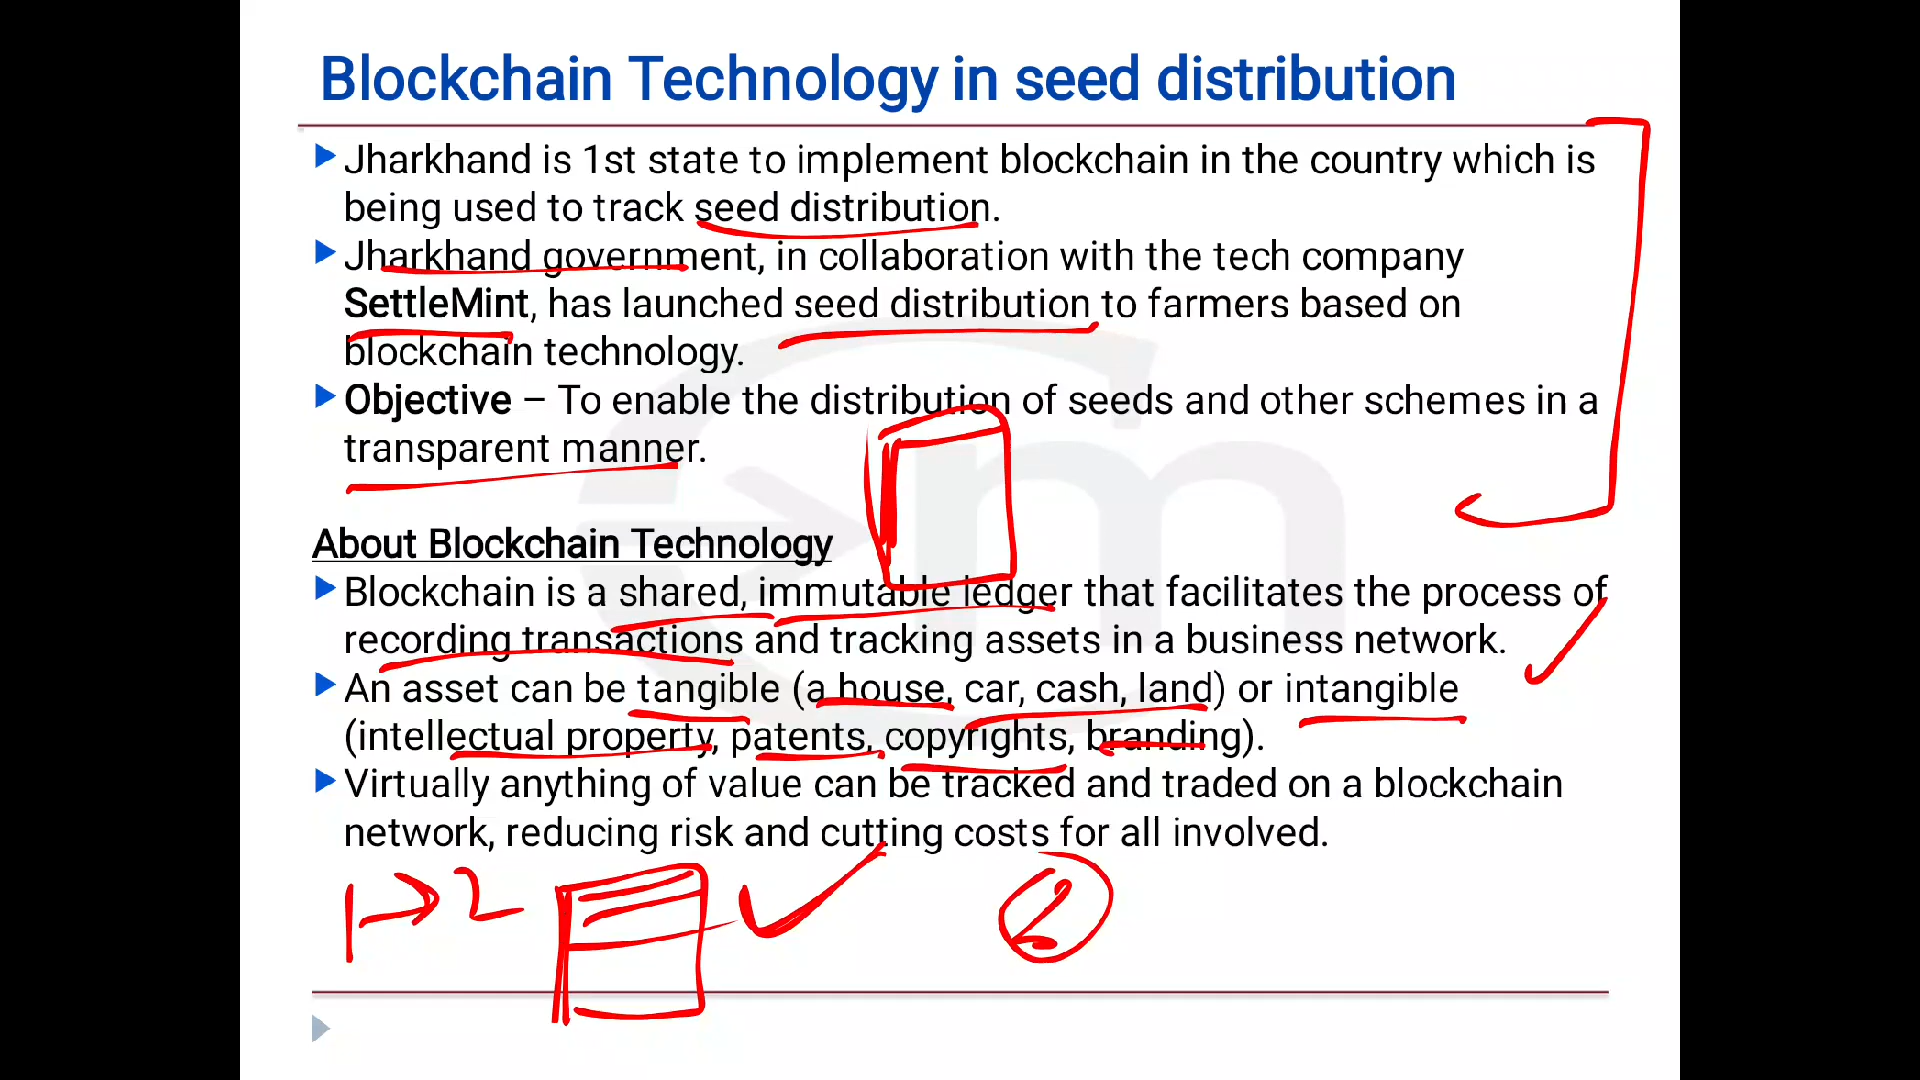 Blockchain Technology in seed distribution
Jharkhand is 1st state to implement blockchain in the country which is
being used to track seed distribution.
Jharkhand government, in collaboration with the tech company
SettleMint, has launched seed distribution to farmers based on
blockchain technology.
Objective – To enable the distribution of seeds and other schemes in a
transparent manner.
About Blockchain Technology
Blockchain is a shared, immutable ledger that facilitates the process of
recording transactions and tracking assets in a business network.
An asset can be tangible (a house, car, cash, land) or intangible
(intellectual property, patents, copyrights, branding).
Virtually anything of value can be tracked and traded on a blockchain
network, reducing risk and cutting costs for all involved.
1→2